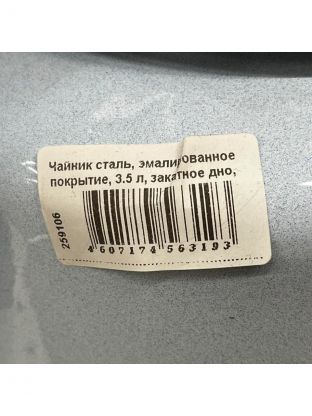 Чайник сталь, эмалированное
покрытие, 3.5 л, закатное дно,
259106
4607174563193